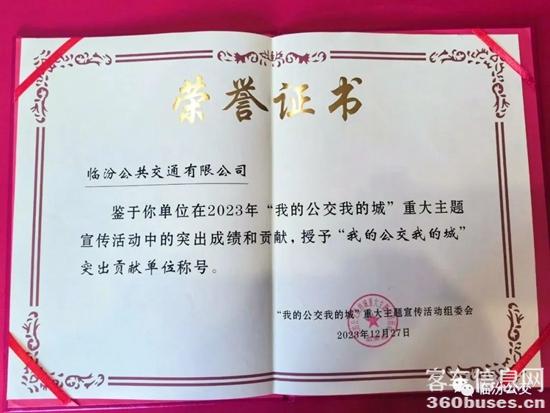 荣誉证书
临汾公共交通有限公司
鉴于你单位在2023年“我的公交我的城”重大主题
宣传活动中的突出成绩和贡献，授予“我的公交我的城”
突出贡献单位称号。
“我的公交我的城”重大主题宣传活动组委会
2023年12月27日
客车信息网
临汾公交
360buses.cn